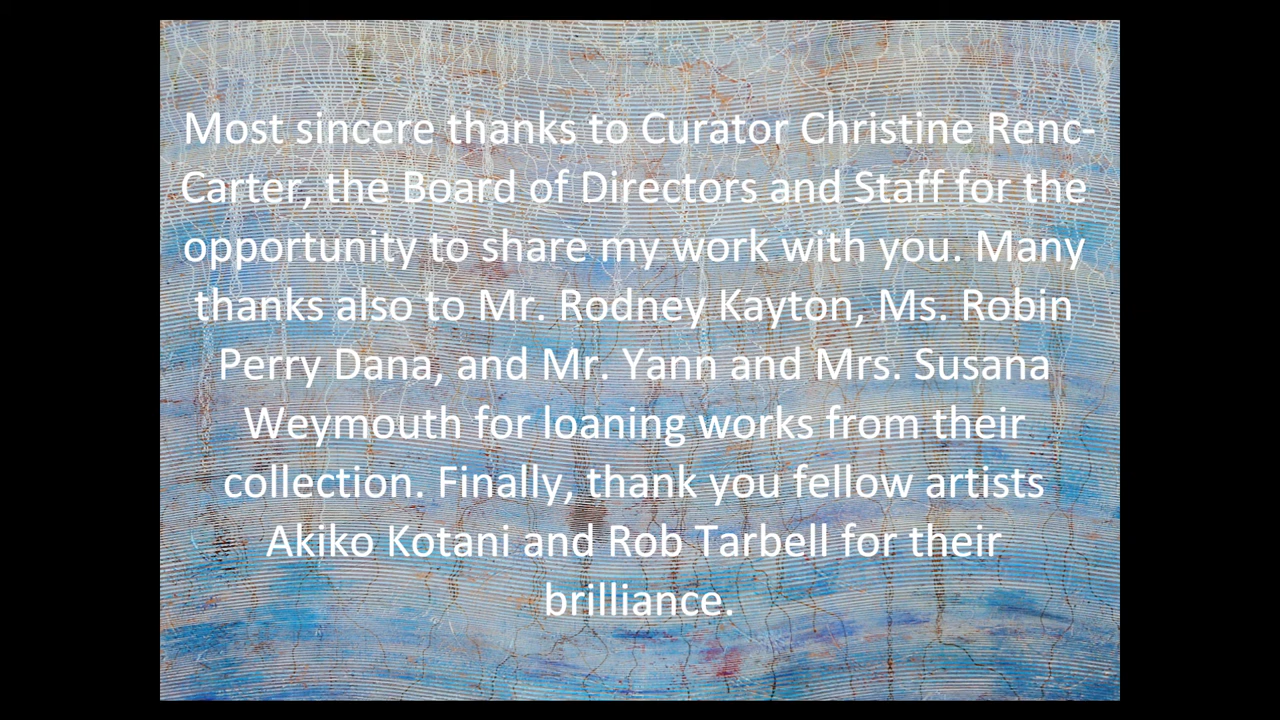 Most sincere thanks to Curator Christine Renc-
Carter, the Board of Directors and Staff for the
opportunity to share my work with you. Many
thanks also to Mr. Rodney Kayton, Ms. Robin
Perry Dana, and Mr. Yann and Mrs. Susana
Weymouth for loaning works from their
collection. Finally, thank you fellow artists
Akiko Kotani and Rob Tarbell for their
brilliance.